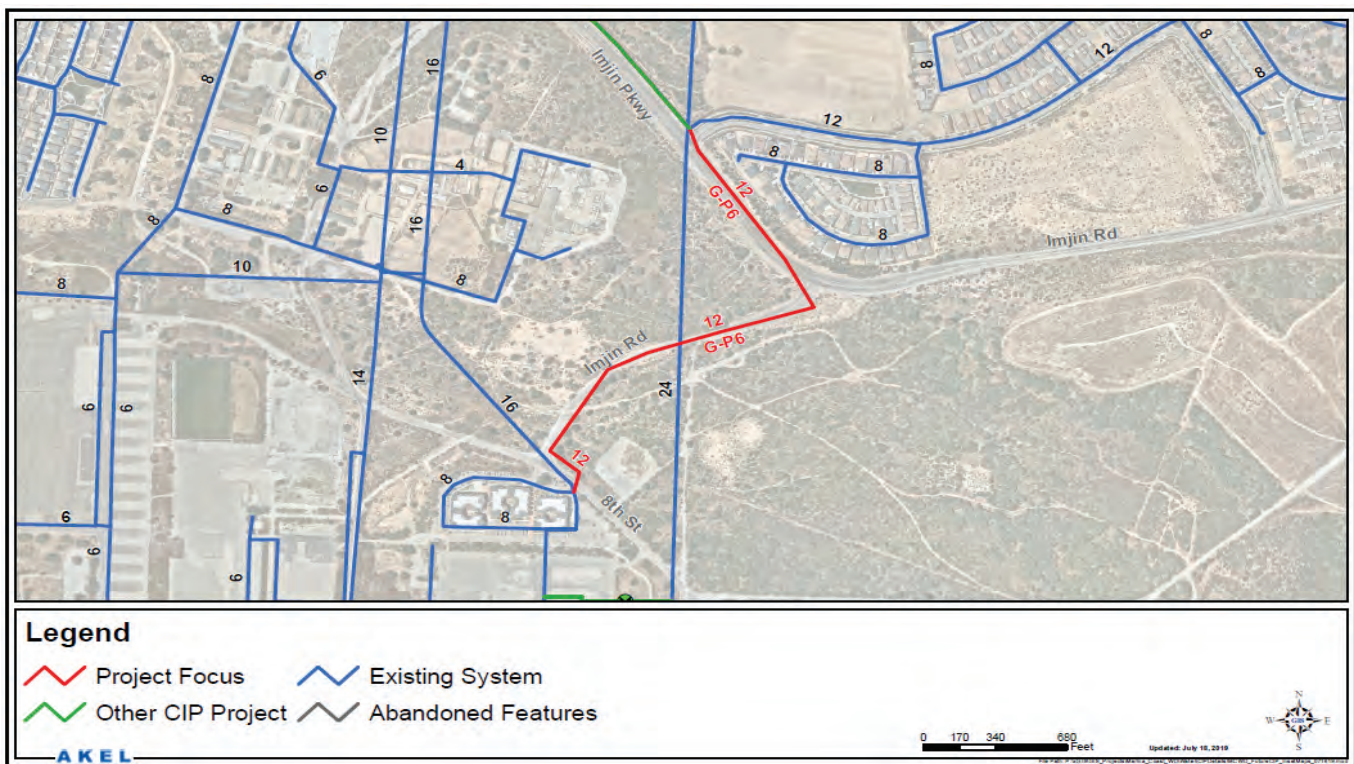 Imjin Pkwy
8
6
10
16
8
12
8
12
8
4
6
16
8
8
8
12
G-P6
8
Imjin Rd
10
8
8
12
G-P6
Imjin Rd
14
24
16
6
6
12
8
8
8th St
6
6
6
Legend
Project Focus
Existing System
Other CIP Project
Abandoned Features
AKEL
0 170 340 680
Feet
Updated: July 18, 2019
N
W GIS E
S